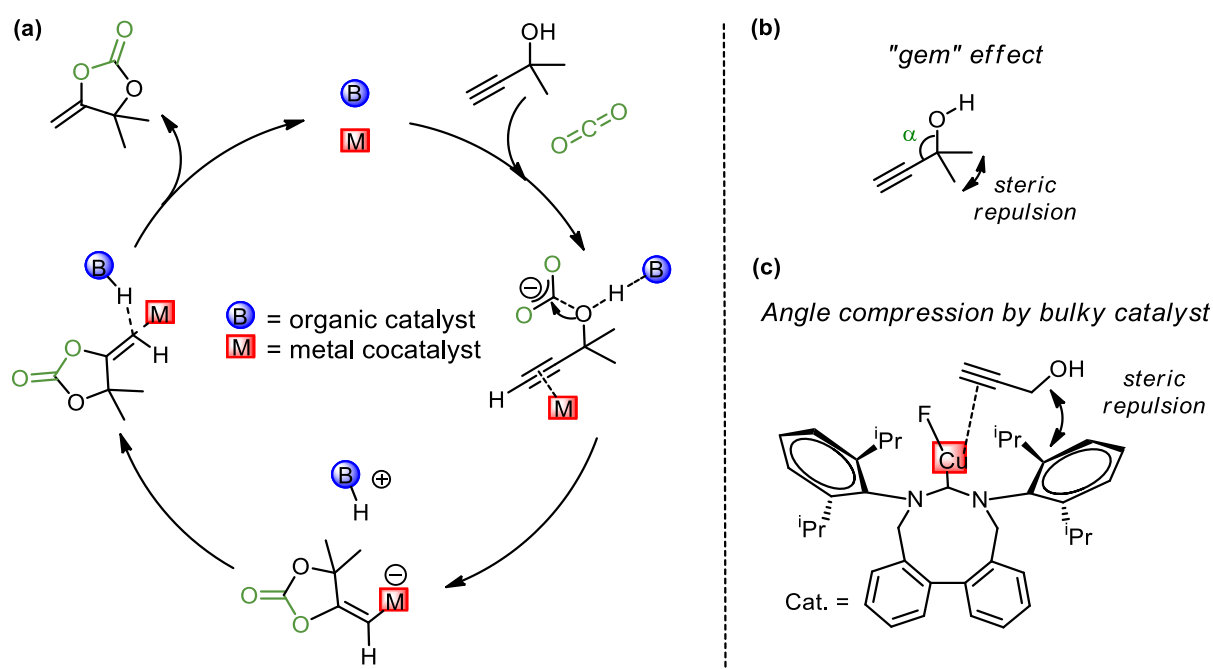 (a)
O
O
O
OH
B
M
O=C=O
B
H
M
H
O
O
O
B = organic catalyst
M = metal cocatalyst
O
⊖
O
O
H
B
H
M
B ⊕
H
O
O
O
⊖
M
H
(b)
"gem" effect
O H
α
steric
repulsion
(c)
Angle compression by bulky catalyst
OH
steric
repulsion
F
Cu
iPr
iPr
N
N
iPr
iPr
Cat. =